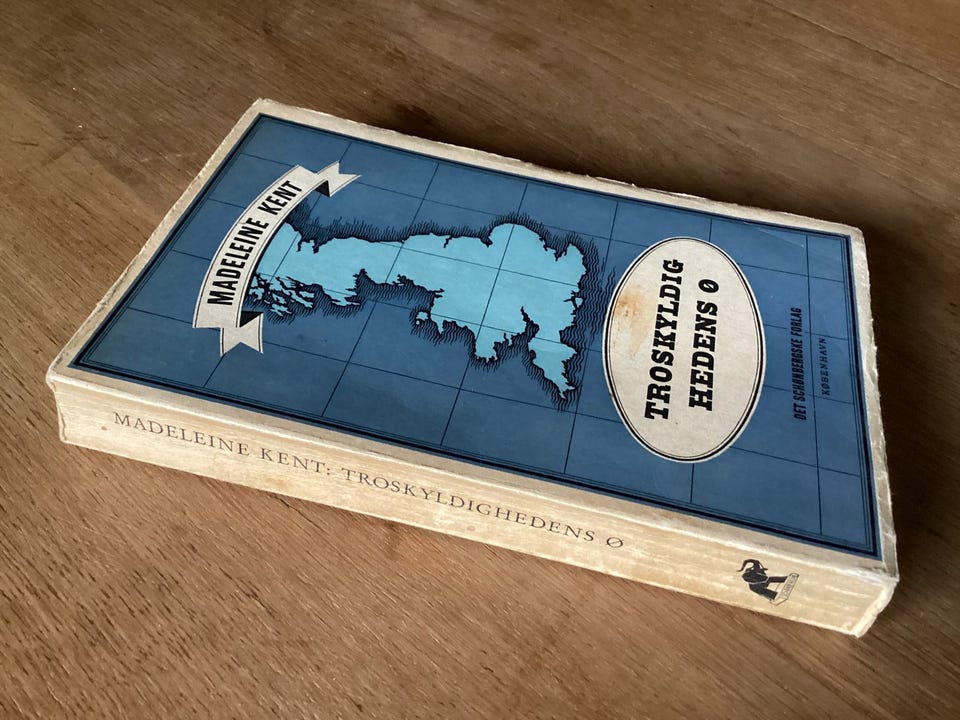 MADELEINE KENT
TROSKYLDIG
HEDENS Ø
DET SCHØNBERGSKE FORLAG
KØBENHAVN
MADELEINE KENT: TROSKYLDIGHEDENS Ø